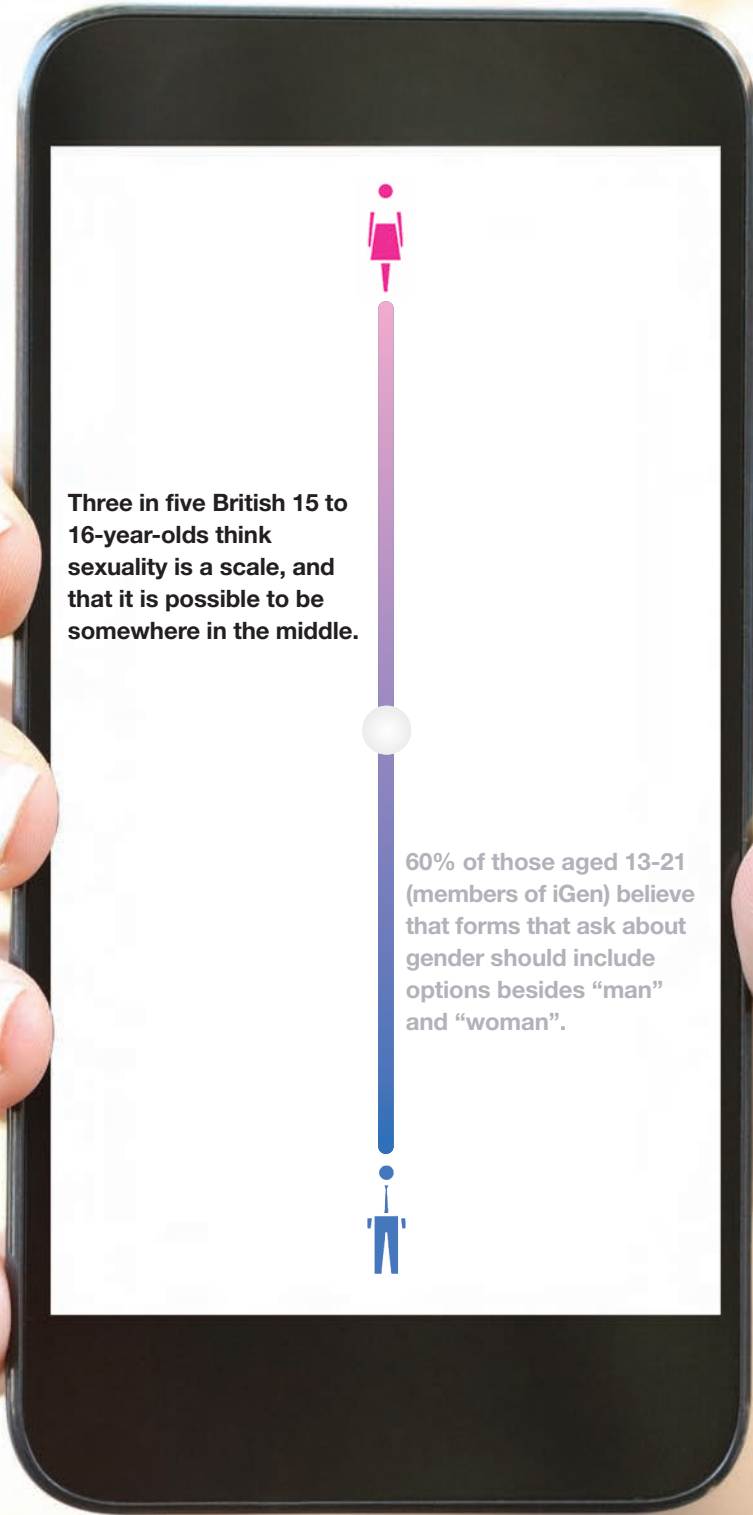 Three in five British 15 to
16-year-olds think
sexuality is a scale, and
that it is possible to be
somewhere in the middle.
60% of those aged 13-21
(members of iGen) believe
that forms that ask about
gender should include
options besides “man”
and “woman”.